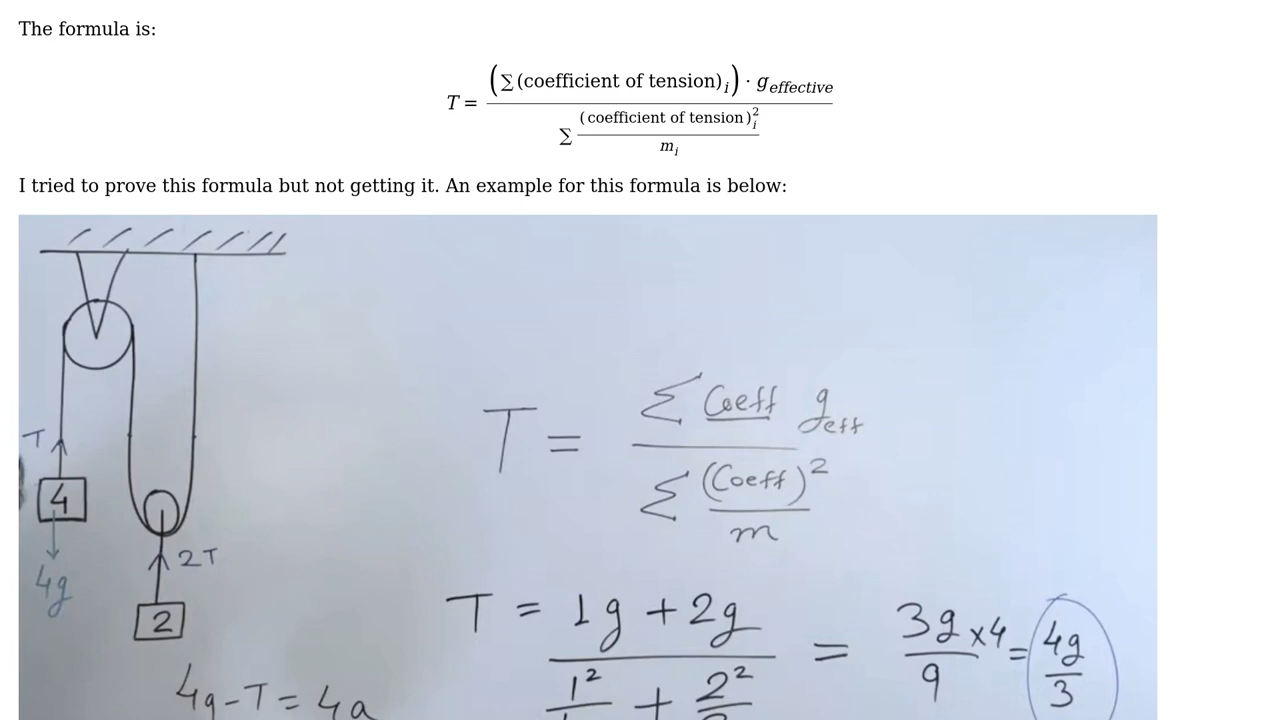 The formula is:
T = (∑(coefficient of tension)_i) · g_effective / ∑ (coefficient of tension)_i^2 / m_i
I tried to prove this formula but not getting it. An example for this formula is below:
T = ∑ Coeff g_eff / ∑ (Coeff)^2 / m
T
4
4g
2T
2
T = 1g + 2g / 1^2 + 2^2 = 3g/9 x4 = 4g/3
4g-T = 4a